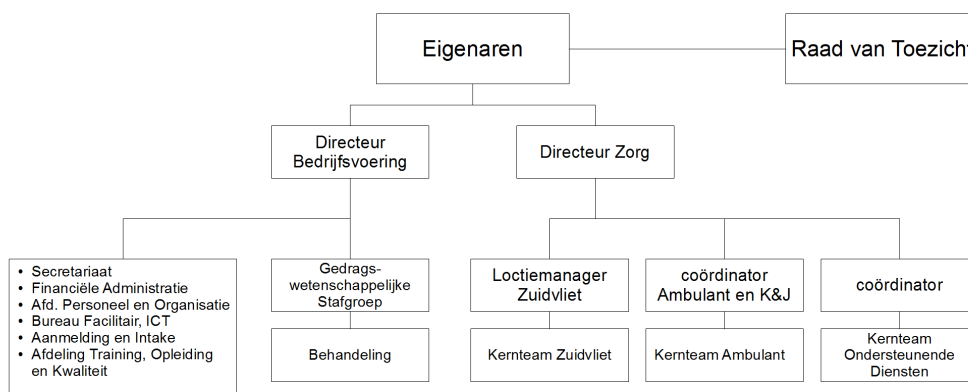 Eigenaren
Raad van Toezicht
Directeur
Bedrijfsvoering
Directeur Zorg
• Secretariaat
• Financiële Administratie
• Afd. Personeel en Organisatie
• Bureau Facilitair, ICT
• Aanmelding en Intake
• Afdeling Training, Opleiding
en Kwaliteit
Gedrags-
wetenschappelijke
Stafgroep
Loctiemanager
Zuidvliet
coördinator
Ambulant en K&J
coördinator
Behandeling
Kernteam Zuidvliet
Kernteam Ambulant
Kernteam
Ondersteunende
Diensten